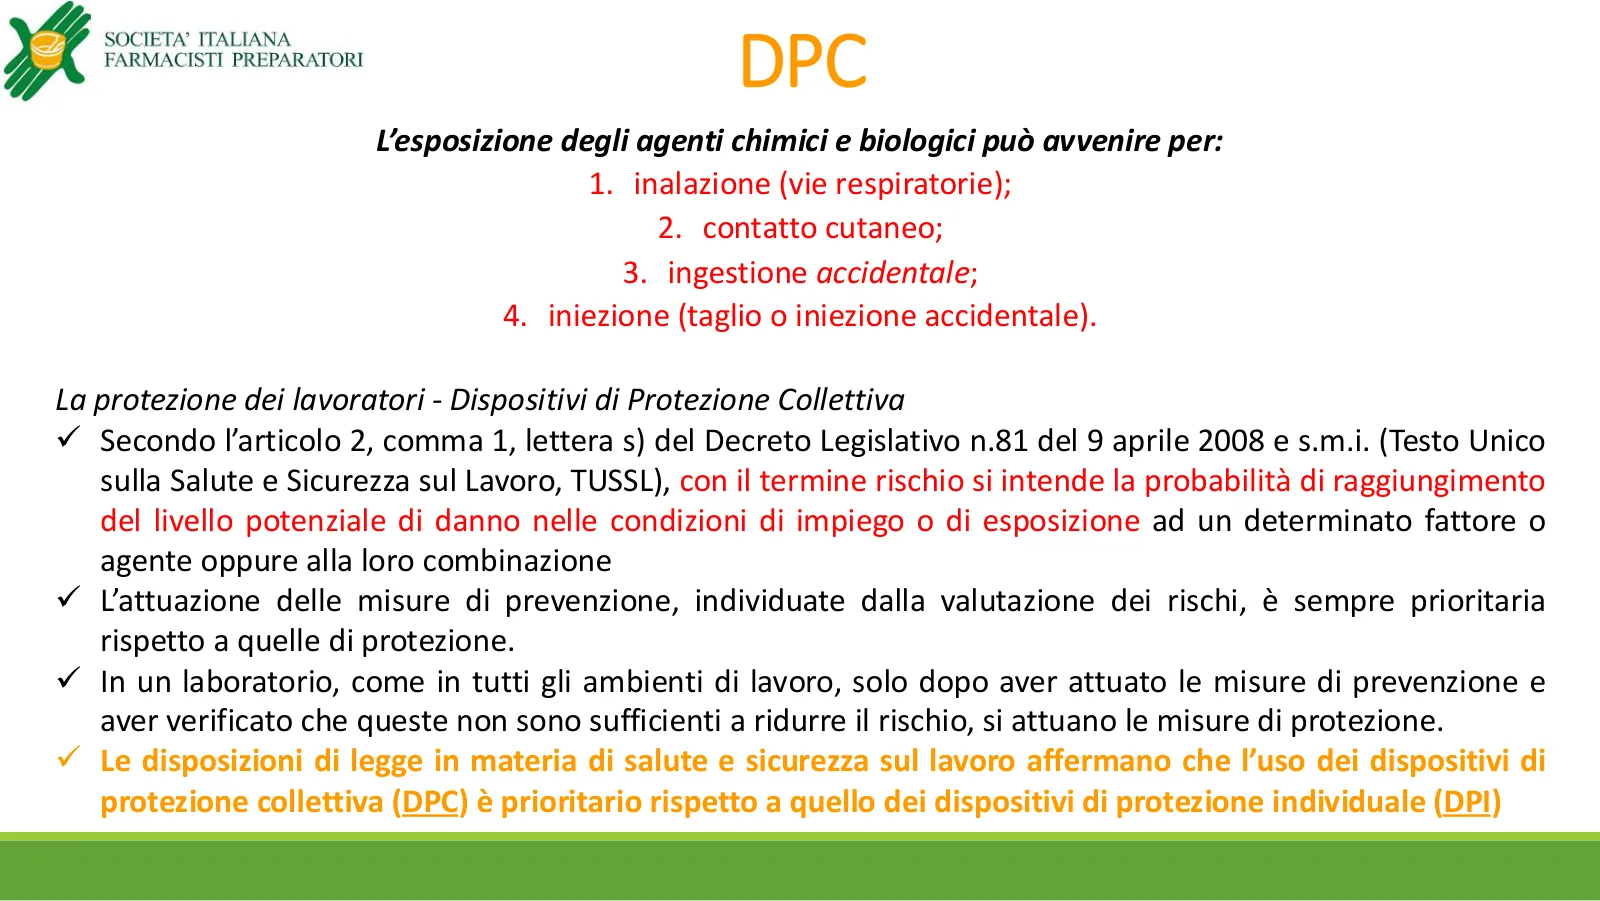 SOCIETA' ITALIANA
FARMACISTI PREPARATORI
DPC
L'esposizione degli agenti chimici e biologici può avvenire per:
1. inalazione (vie respiratorie);
2. contatto cutaneo;
3. ingestione accidentale;
4. iniezione (taglio o iniezione accidentale).
La protezione dei lavoratori - Dispositivi di Protezione Collettiva
✓ Secondo l'articolo 2, comma 1, lettera s) del Decreto Legislativo n.81 del 9 aprile 2008 e s.m.i. (Testo Unico
sulla Salute e Sicurezza sul Lavoro, TUSSL), con il termine rischio si intende la probabilità di raggiungimento
del livello potenziale di danno nelle condizioni di impiego o di esposizione ad un determinato fattore o
agente oppure alla loro combinazione
✓ L'attuazione delle misure di prevenzione, individuate dalla valutazione dei rischi, è sempre prioritaria
rispetto a quelle di protezione.
✓ In un laboratorio, come in tutti gli ambienti di lavoro, solo dopo aver attuato le misure di prevenzione e
aver verificato che queste non sono sufficienti a ridurre il rischio, si attuano le misure di protezione.
✓ Le disposizioni di legge in materia di salute e sicurezza sul lavoro affermano che l'uso dei dispositivi di
protezione collettiva (DPC) è prioritario rispetto a quello dei dispositivi di protezione individuale (DPI)